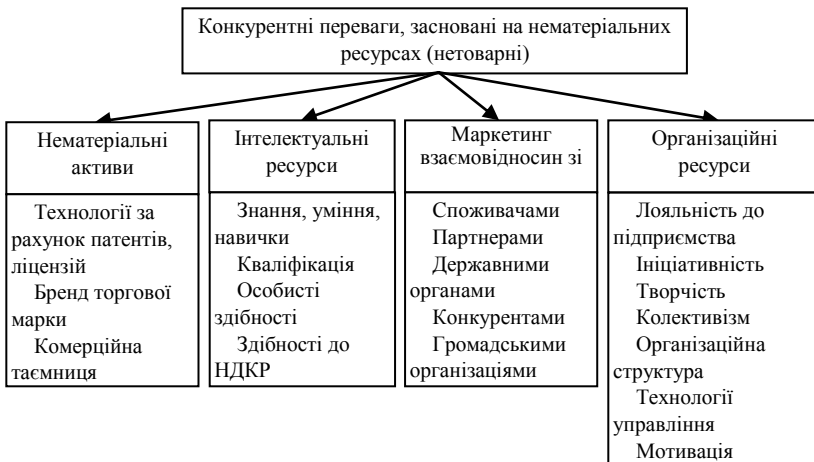 Конкурентні переваги, засновані на нематеріальних
ресурсах (нетоварні)
Нематеріальні
активи
Технології за
рахунок патентів,
ліцензій
Бренд торгової
марки
Комерційна
таємниця
Інтелектуальні
ресурси
Знання, уміння,
навички
Кваліфікація
Особисті
здібності
Здібності до
НДКР
Маркетинг
взаємовідносин зі
Споживачами
Партнерами
Державними
органами
Конкурентами
Громадськими
організаціями
Організаційні
ресурси
Лояльність до
підприємства
Ініціативність
Творчість
Колективізм
Організаційна
структура
Технології
управління
Мотивація